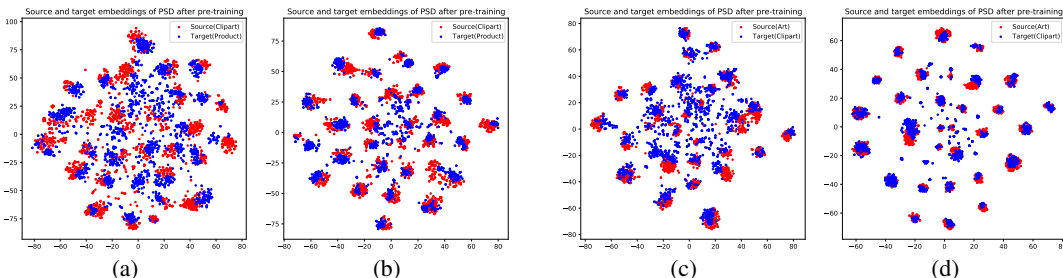 Source and target embeddings of PSD after pre-training
Source(Clipart)
Target(Product)
100
75
50
25
0
−25
−50
−75
−80 −60 −40 −20 0 20 40 60 80
(a)
Source and target embeddings of PSD after pre-training
Source(Clipart)
Target(Product)
75
50
25
0
−25
−50
−75
−80 −60 −40 −20 0 20 40 60 80
(b)
Source and target embeddings of PSD after pre-training
Source(Art)
Target(Clipart)
80
60
40
20
0
−20
−40
−60
−80
−80 −60 −40 −20 0 20 40 60 80
(c)
Source and target embeddings of PSD after pre-training
Source(Art)
Target(Clipart)
60
40
20
0
−20
−40
−60
−60 −40 −20 0 20 40 60
(d)